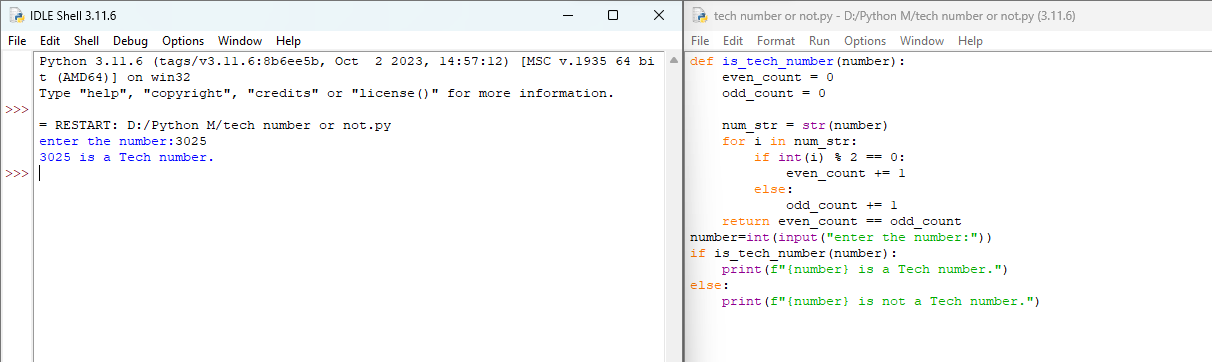 IDLE Shell 3.11.6
File Edit Shell Debug Options Window Help
Python 3.11.6 (tags/v3.11.6:8b6ee5b, Oct  2 2023, 14:57:12) [MSC v.1935 64 bi
t (AMD64)] on win32
Type "help", "copyright", "credits" or "license()" for more information.
>>>
= RESTART: D:/Python M/tech number or not.py
enter the number:3025
3025 is a Tech number.
>>>
tech number or not.py - D:/Python M/tech number or not.py (3.11.6)
File Edit Format Run Options Window Help
def is_tech_number(number):
    even_count = 0
    odd_count = 0

    num_str = str(number)
    for i in num_str:
        if int(i) % 2 == 0:
            even_count += 1
        else:
            odd_count += 1
    return even_count == odd_count
number=int(input("enter the number:"))
if is_tech_number(number):
    print(f"{number} is a Tech number.")
else:
    print(f"{number} is not a Tech number.")